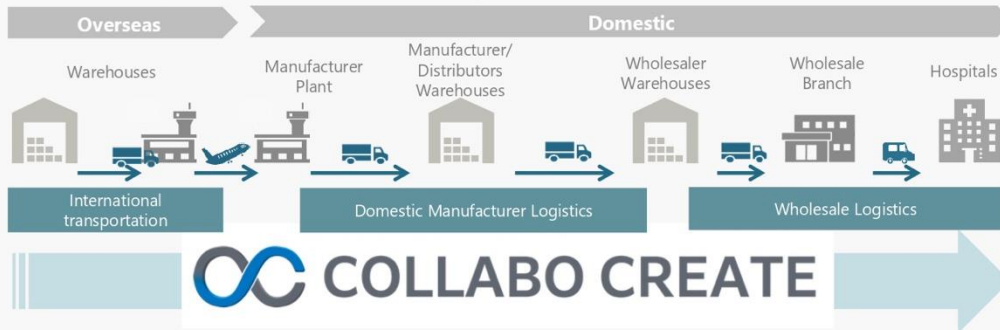 Overseas
Domestic
Warehouses
Manufacturer
Plant
Manufacturer/
Distributors
Warehouses
Wholesaler
Warehouses
Wholesale
Branch
Hospitals
International
transportation
Domestic Manufacturer Logistics
Wholesale Logistics
COLLABO CREATE